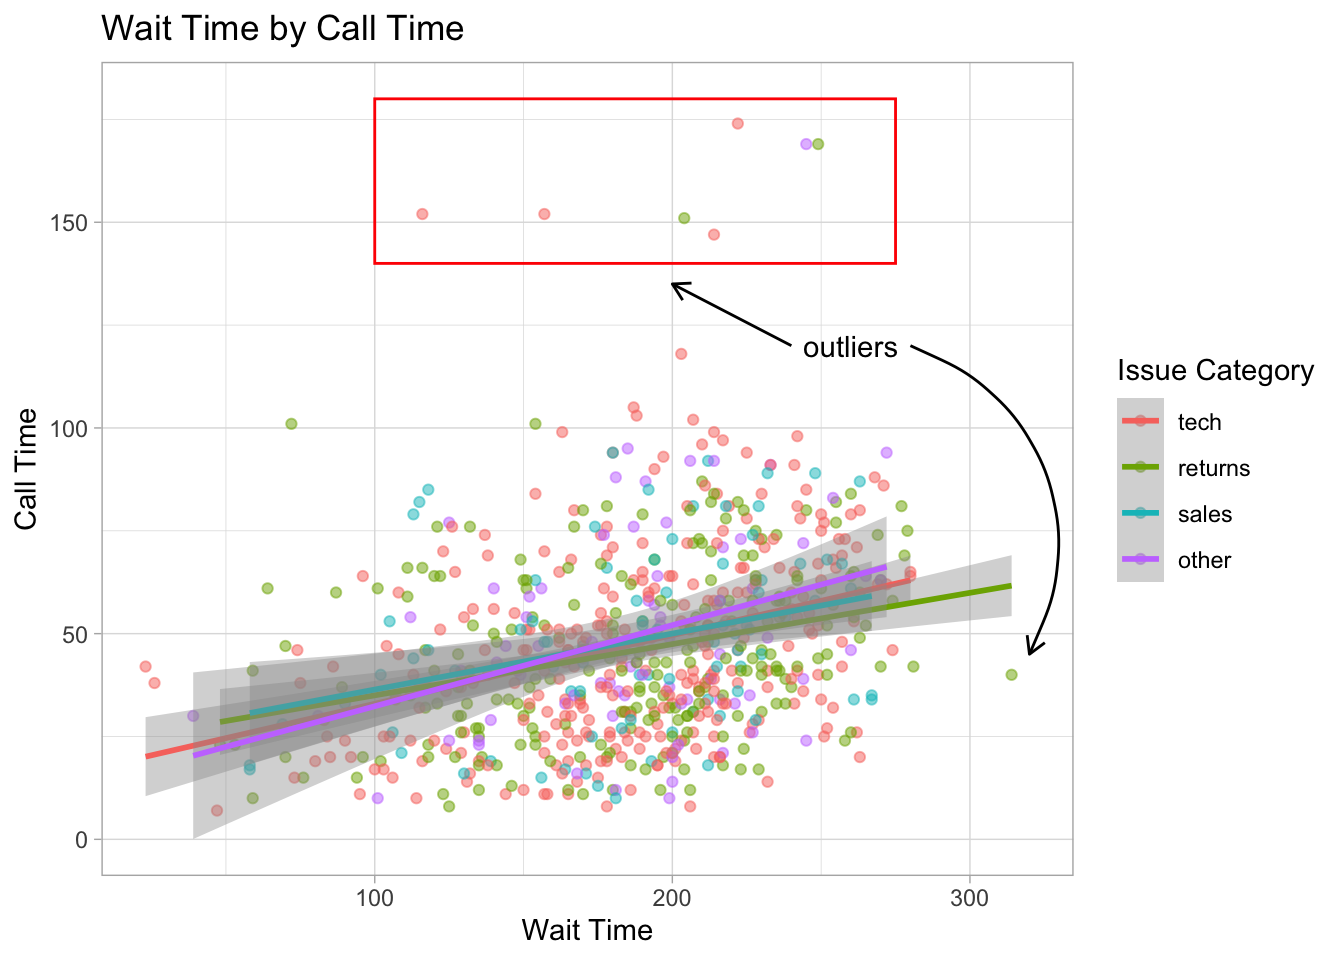 Wait Time by Call Time
150
100
50
0
Call Time
outliers
100
200
300
Wait Time
Issue Category
tech
returns
sales
other